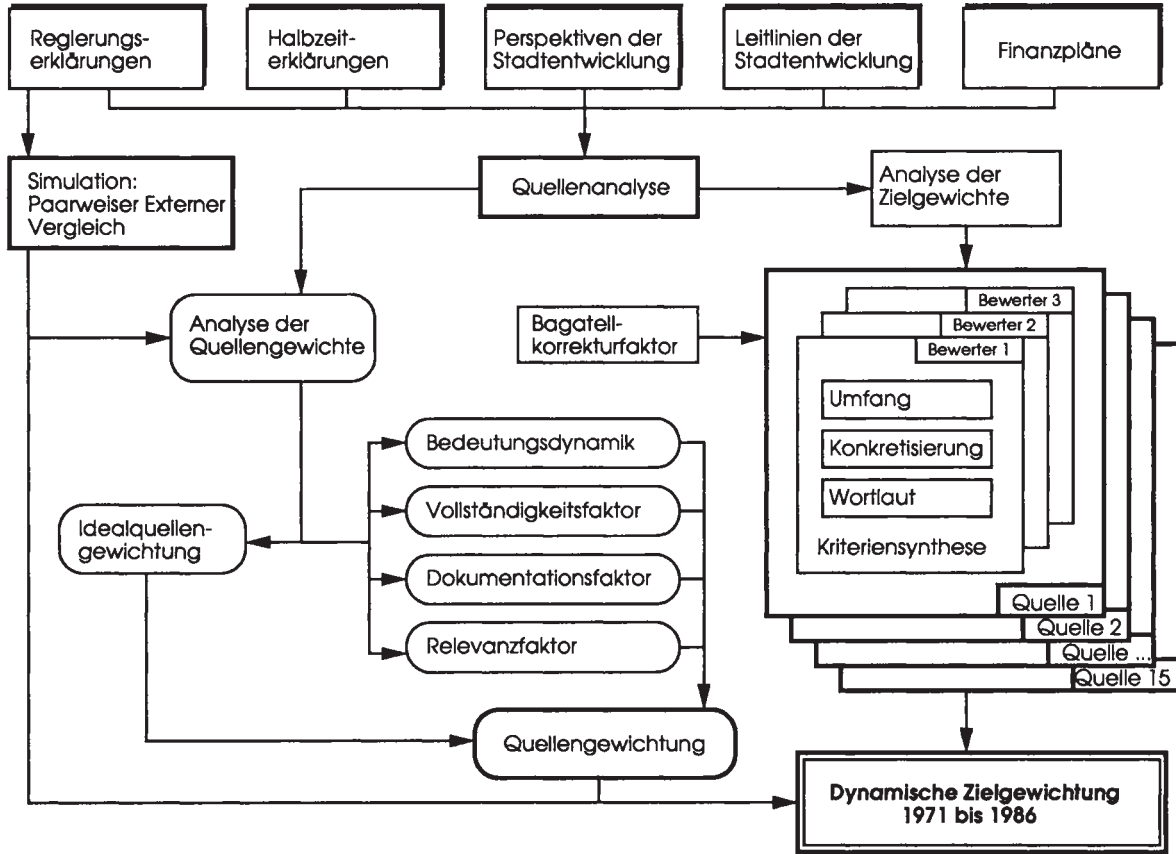 Reglerungs-
erklärungen
Halbzeit-
erklärungen
Perspektiven der
Stadtentwicklung
Leitlinien der
Stadtentwicklung
Finanzpläne
Simulation:
Paarweiser Externer
Vergleich
Quellenanalyse
Analyse der
Zielgewichte
Analyse der
Quellengewichte
Bagatell-
korrekturfaktor
Bewerter 3
Bewerter 2
Bewerter 1
Umfang
Konkretisierung
Wortlaut
Kriteriensynthese
Quelle 1
Quelle 2
Quelle ...
Quelle 15
Bedeutungsdynamik
Vollständigkeitsfaktor
Dokumentationsfaktor
Relevanzfaktor
Idealquellen-
gewichtung
Quellengewichtung
Dynamische Zielgewichtung
1971 bis 1986